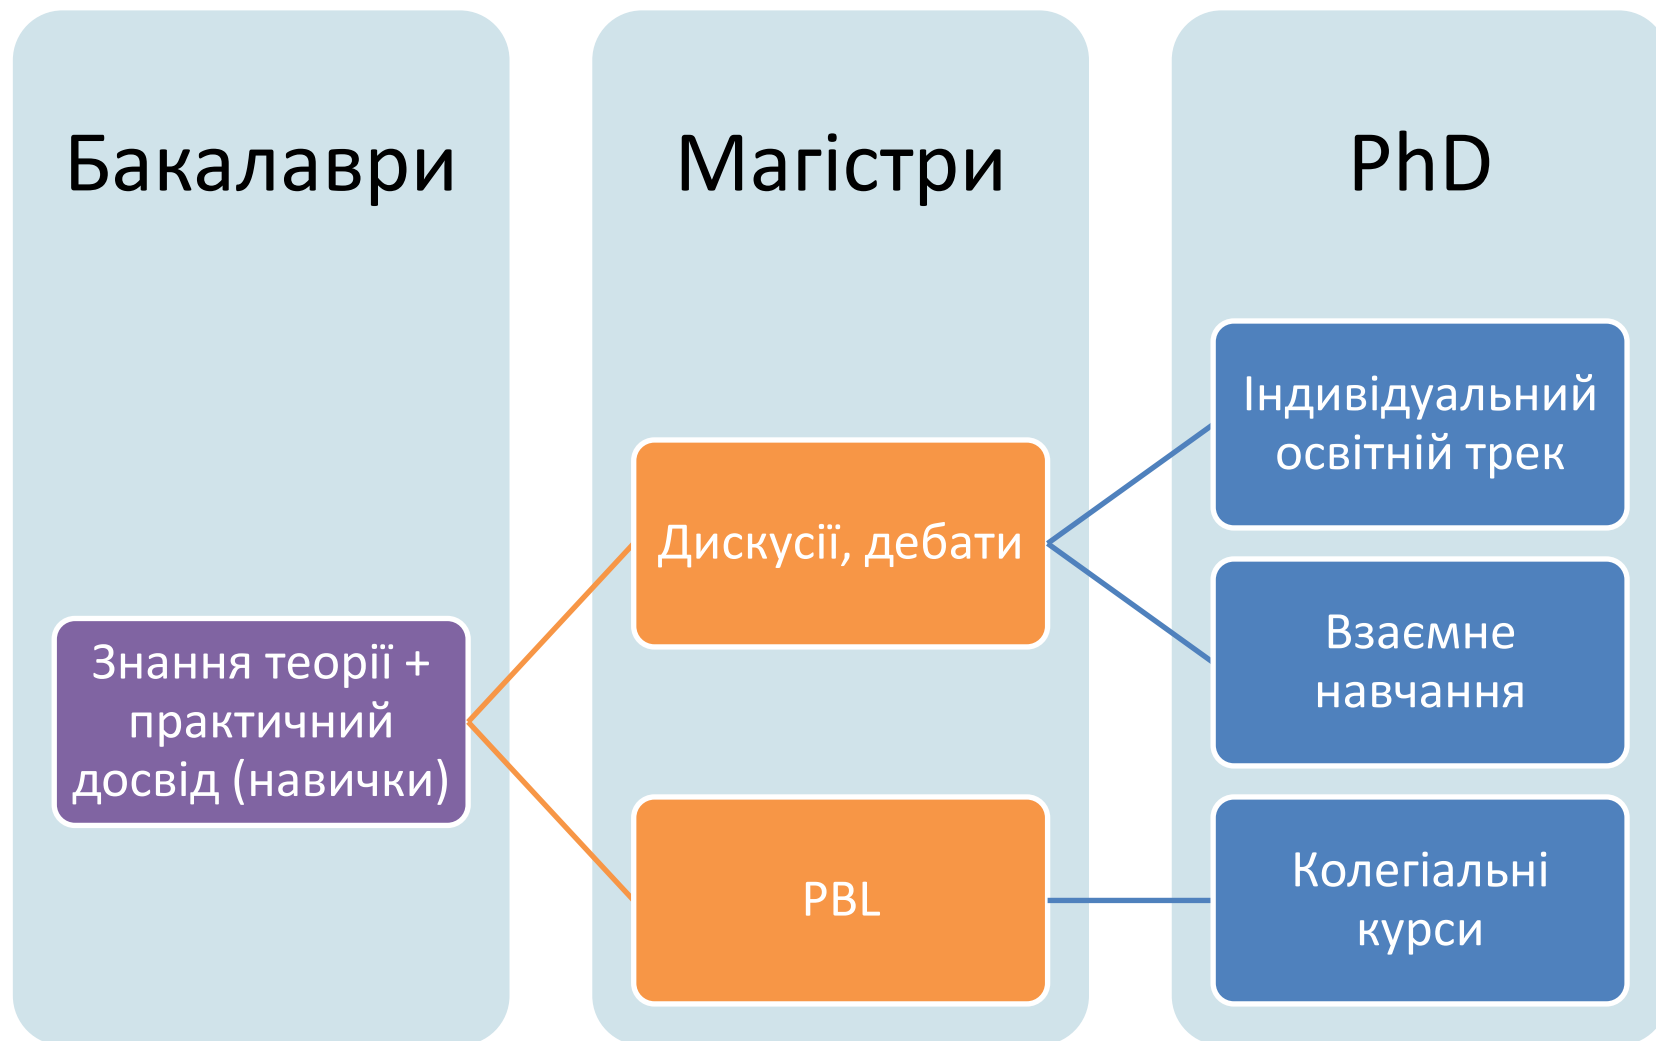 Бакалаври
Магістри
PhD
Знання теорії +
практичний
досвід (навички)
Дискусії, дебати
PBL
Індивідуальний
освітній трек
Взаємне
навчання
Колегіальні
курси